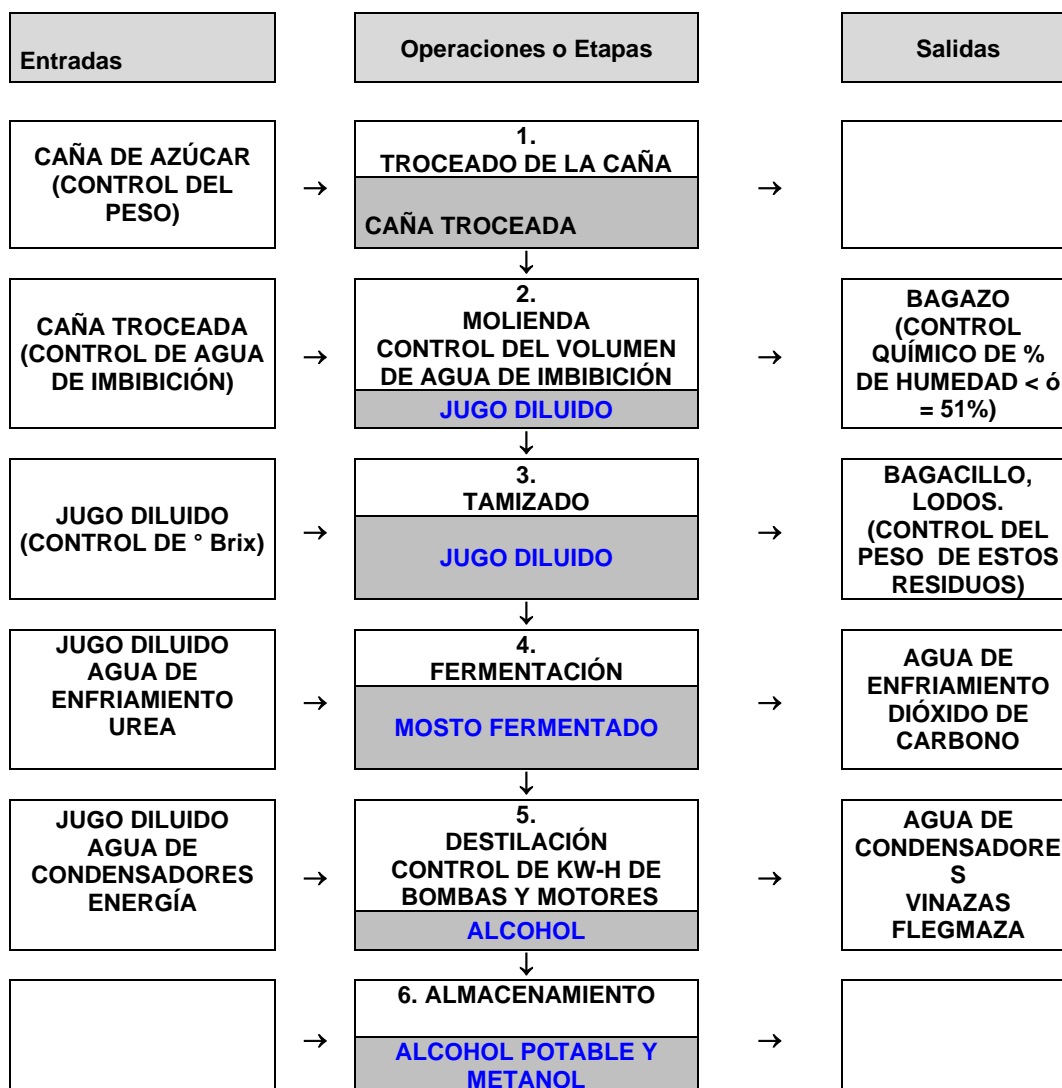 Entradas
Operaciones o Etapas
Salidas
CAÑA DE AZÚCAR
(CONTROL DEL
PESO)
→
1.
TROCEADO DE LA CAÑA
CAÑA TROCEADA
→
↓
CAÑA TROCEADA
(CONTROL DE AGUA
DE IMBIBICIÓN)
→
2.
MOLIENDA
CONTROL DEL VOLUMEN
DE AGUA DE IMBIBICIÓN
JUGO DILUIDO
→
BAGAZO
(CONTROL
QUÍMICO DE %
DE HUMEDAD < ó
= 51%)
↓
JUGO DILUIDO
(CONTROL DE ° Brix)
→
3.
TAMIZADO
JUGO DILUIDO
→
BAGACILLO,
LODOS.
(CONTROL DEL
PESO DE ESTOS
RESIDUOS)
↓
JUGO DILUIDO
AGUA DE
ENFRIAMIENTO
UREA
→
4.
FERMENTACIÓN
MOSTO FERMENTADO
→
AGUA DE
ENFRIAMIENTO
DIÓXIDO DE
CARBONO
↓
JUGO DILUIDO
AGUA DE
CONDENSADORES
ENERGÍA
→
5.
DESTILACIÓN
CONTROL DE KW-H DE
BOMBAS Y MOTORES
ALCOHOL
→
AGUA DE
CONDENSADORE
S
VINAZAS
FLEGMAZA
↓
→
6. ALMACENAMIENTO
ALCOHOL POTABLE Y
METANOL
→